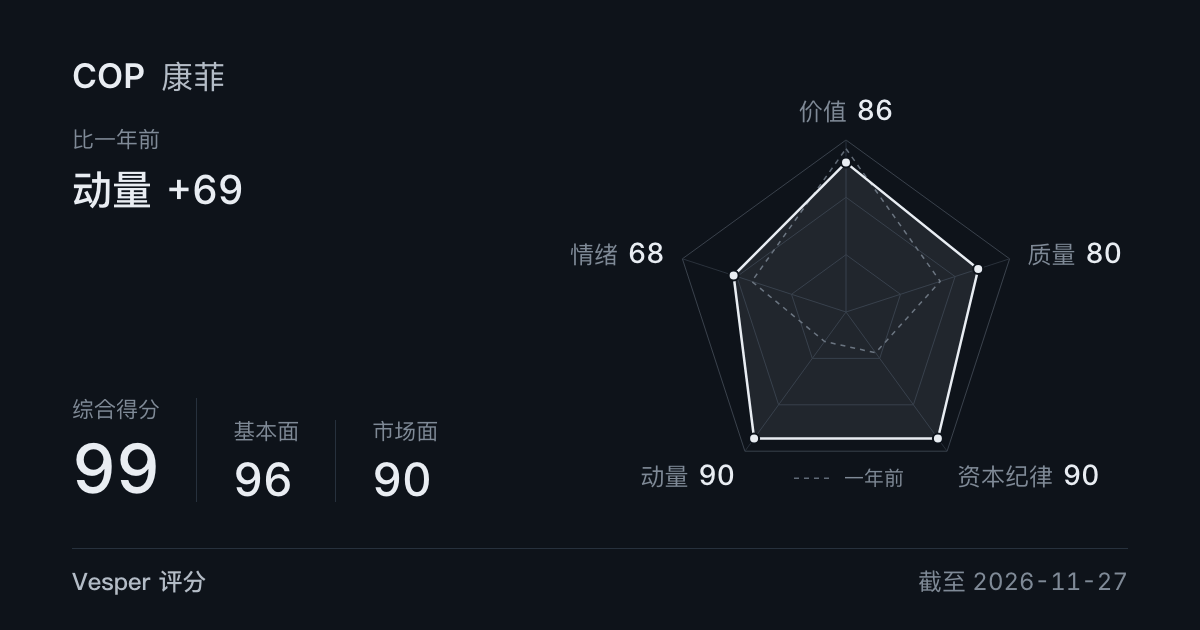 COP 康菲
比一年前
动量 +69
价值 86
情绪 68
质量 80
动量 90
一年前
资本纪律 90
综合得分
99
基本面
96
市场面
90
Vesper 评分
截至 2026-11-27